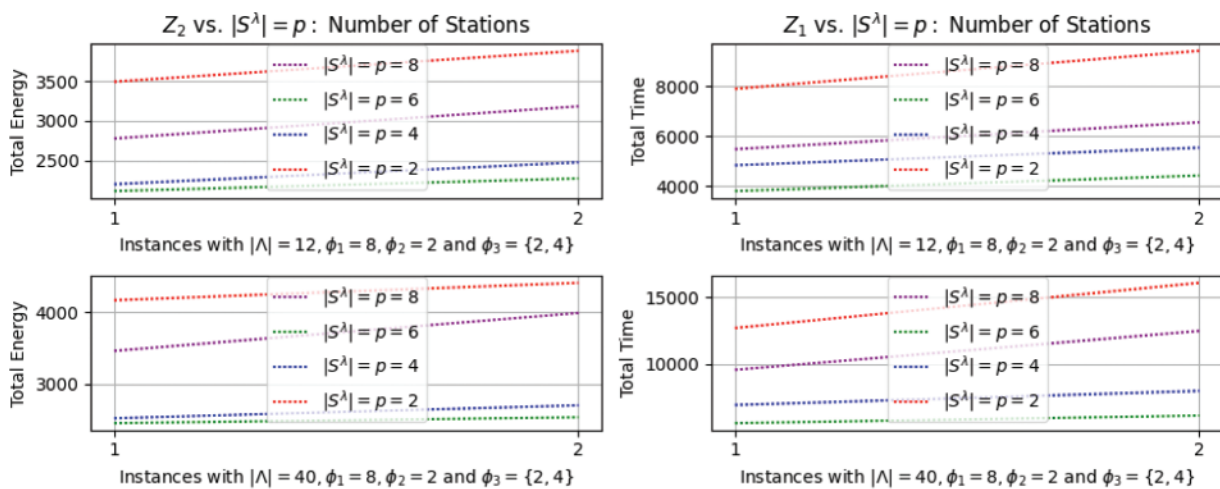 Z₂ vs. |S^λ| = p : Number of Stations
Total Energy
3500
3000
2500
|S^λ| = p = 8
|S^λ| = p = 6
|S^λ| = p = 4
|S^λ| = p = 2
1
2
Instances with |Λ| = 12, ϕ₁ = 8, ϕ₂ = 2 and ϕ₃ = {2, 4}
Z₁ vs. |S^λ| = p : Number of Stations
Total Time
8000
6000
4000
|S^λ| = p = 8
|S^λ| = p = 6
|S^λ| = p = 4
|S^λ| = p = 2
1
2
Instances with |Λ| = 12, ϕ₁ = 8, ϕ₂ = 2 and ϕ₃ = {2, 4}
Total Energy
4000
3000
|S^λ| = p = 8
|S^λ| = p = 6
|S^λ| = p = 4
|S^λ| = p = 2
1
2
Instances with |Λ| = 40, ϕ₁ = 8, ϕ₂ = 2 and ϕ₃ = {2, 4}
Total Time
15000
10000
|S^λ| = p = 8
|S^λ| = p = 6
|S^λ| = p = 4
|S^λ| = p = 2
1
2
Instances with |Λ| = 40, ϕ₁ = 8, ϕ₂ = 2 and ϕ₃ = {2, 4}